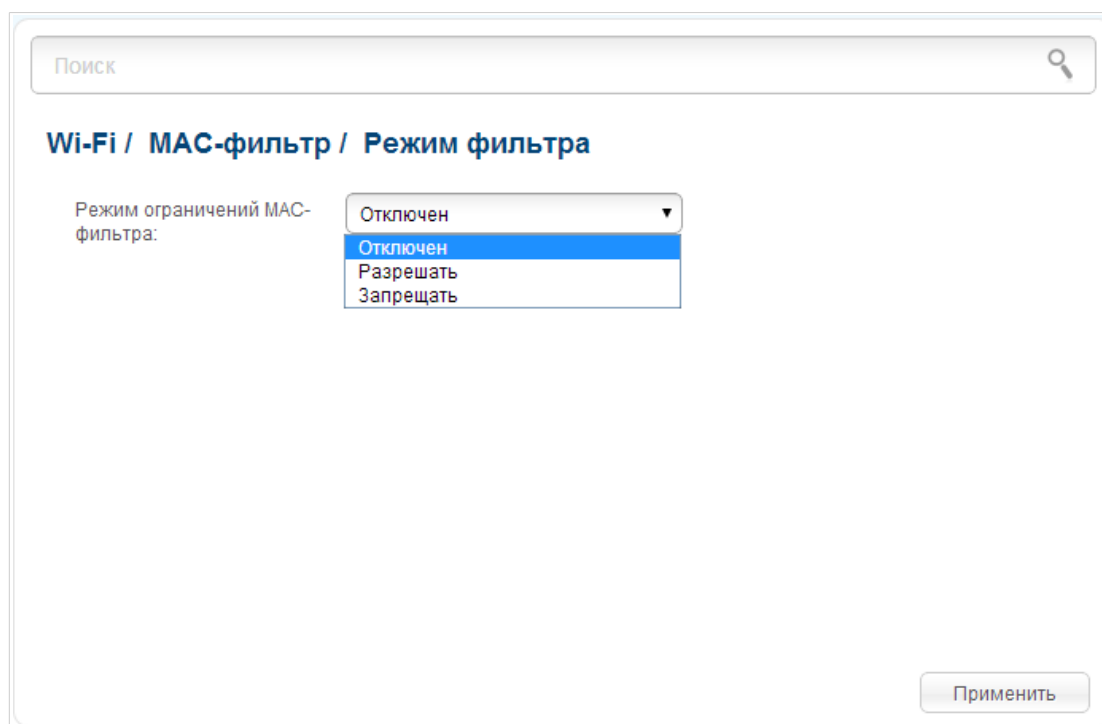 Поиск
Wi-Fi / MAC-фильтр / Режим фильтра
Режим ограничений MAC-
фильтра:
Отключен
Отключен
Разрешать
Запрещать
Применить